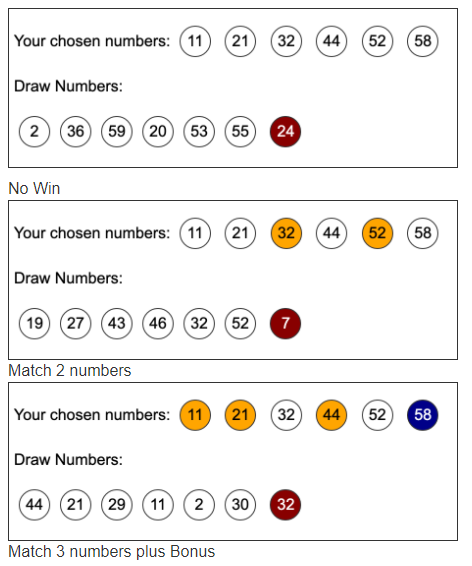 Your chosen numbers: 11 21 32 44 52 58
Draw Numbers:
2 36 59 20 53 55 24
No Win
Your chosen numbers: 11 21 32 44 52 58
Draw Numbers:
19 27 43 46 32 52 7
Match 2 numbers
Your chosen numbers: 11 21 32 44 52 58
Draw Numbers:
44 21 29 11 2 30 32
Match 3 numbers plus Bonus